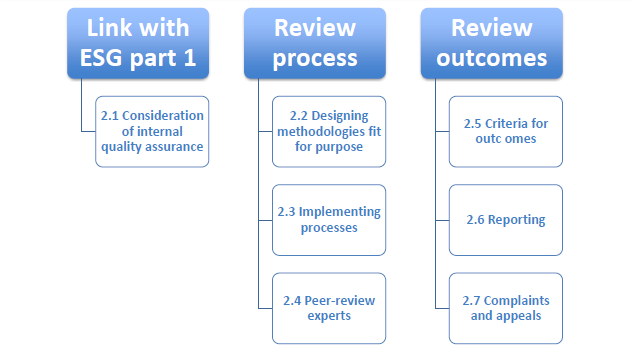 Link with
ESG part 1
2.1 Consideration
of internal
quality assurance
Review
process
2.2 Designing
methodologies fit
for purpose
2.3 Implementing
processes
2.4 Peer-review
experts
Review
outcomes
2.5 Criteria for
outc omes
2.6 Reporting
2.7 Complaints
and appeals